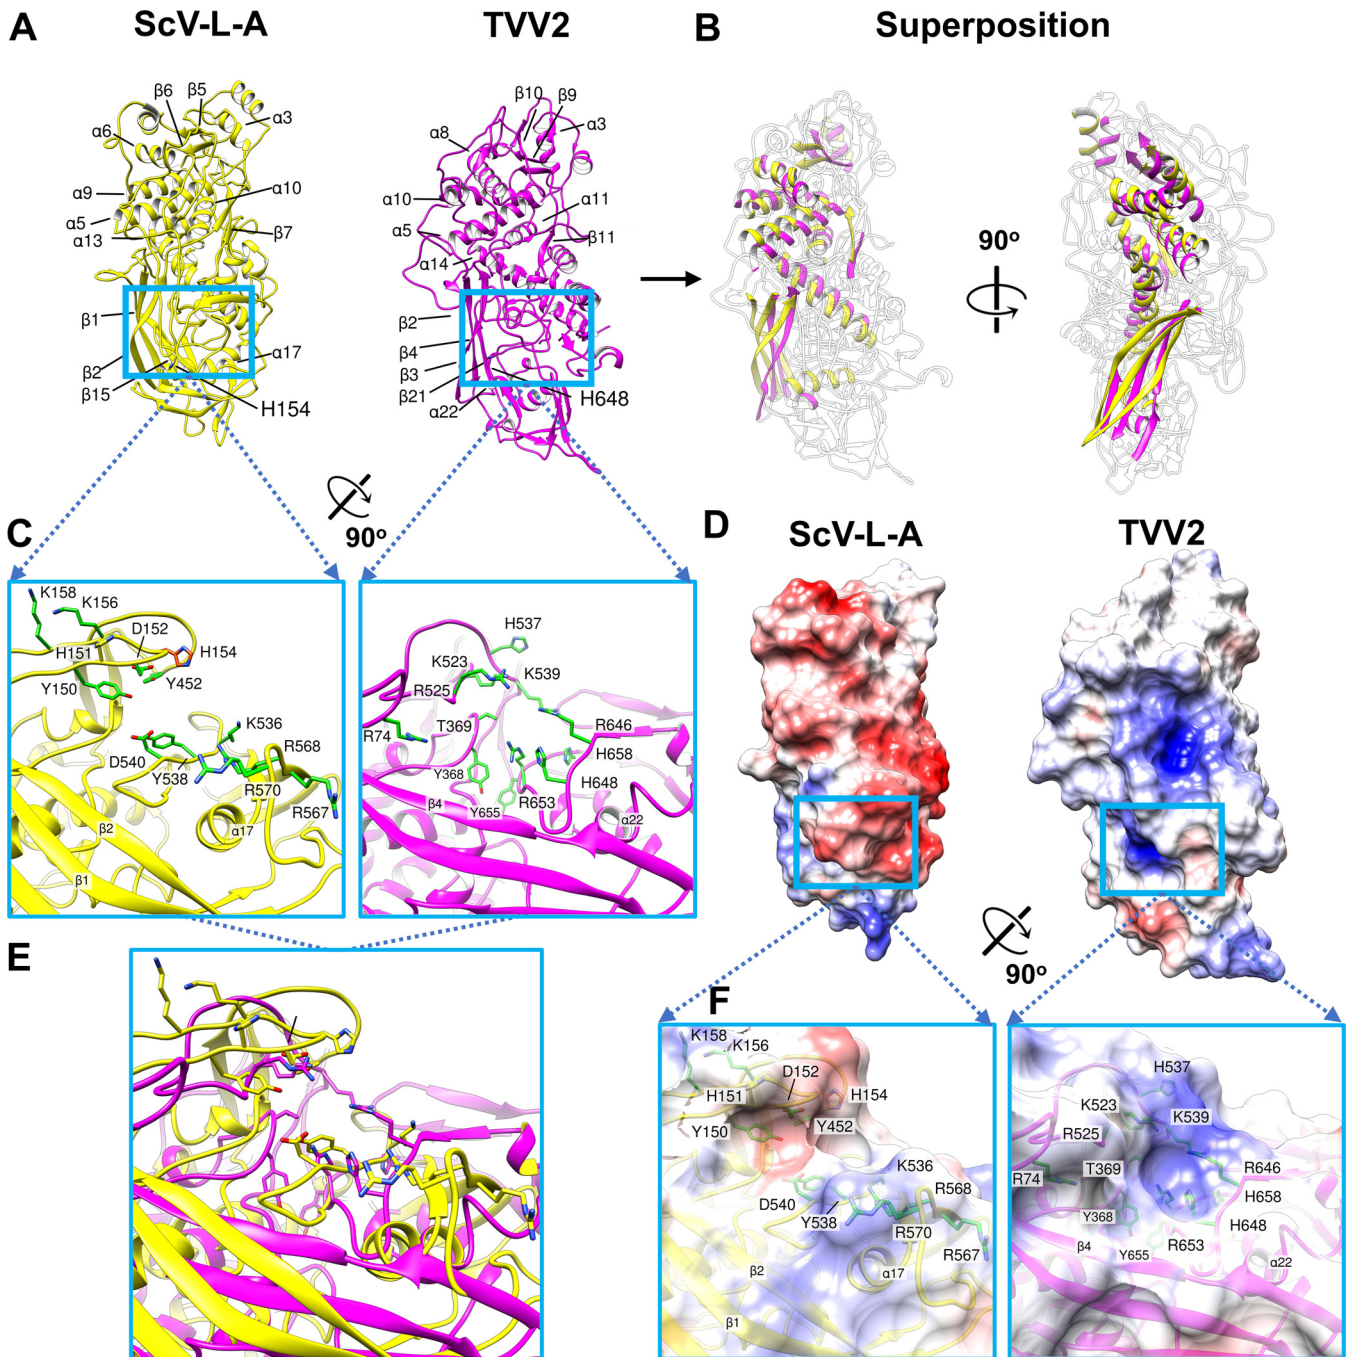 A
ScV-L-A
TVV2
B
Superposition
β6
β5
α3
α6
α9
α10
α5
α13
β7
β1
β2
β15
α17
H154
β10
β9
α8
α3
α10
α11
α5
β11
α14
β2
β4
β3
β21
α22
H648
90º
C
90º
K158
K156
D152
H151
H154
Y150
Y452
K536
D540
R568
Y538
R570
R567
α17
β2
β1
H537
K523
K539
R525
T369
R74
R646
H658
Y368
H648
R653
β4
Y655
α22
D
ScV-L-A
TVV2
90º
E
F
K158
K156
D152
H151
H154
Y150
Y452
K536
D540
R568
Y538
R570
R567
β2
α17
β1
H537
K523
K539
R525
T369
R74
R646
H658
Y368
H648
β4
R653
Y655
α22